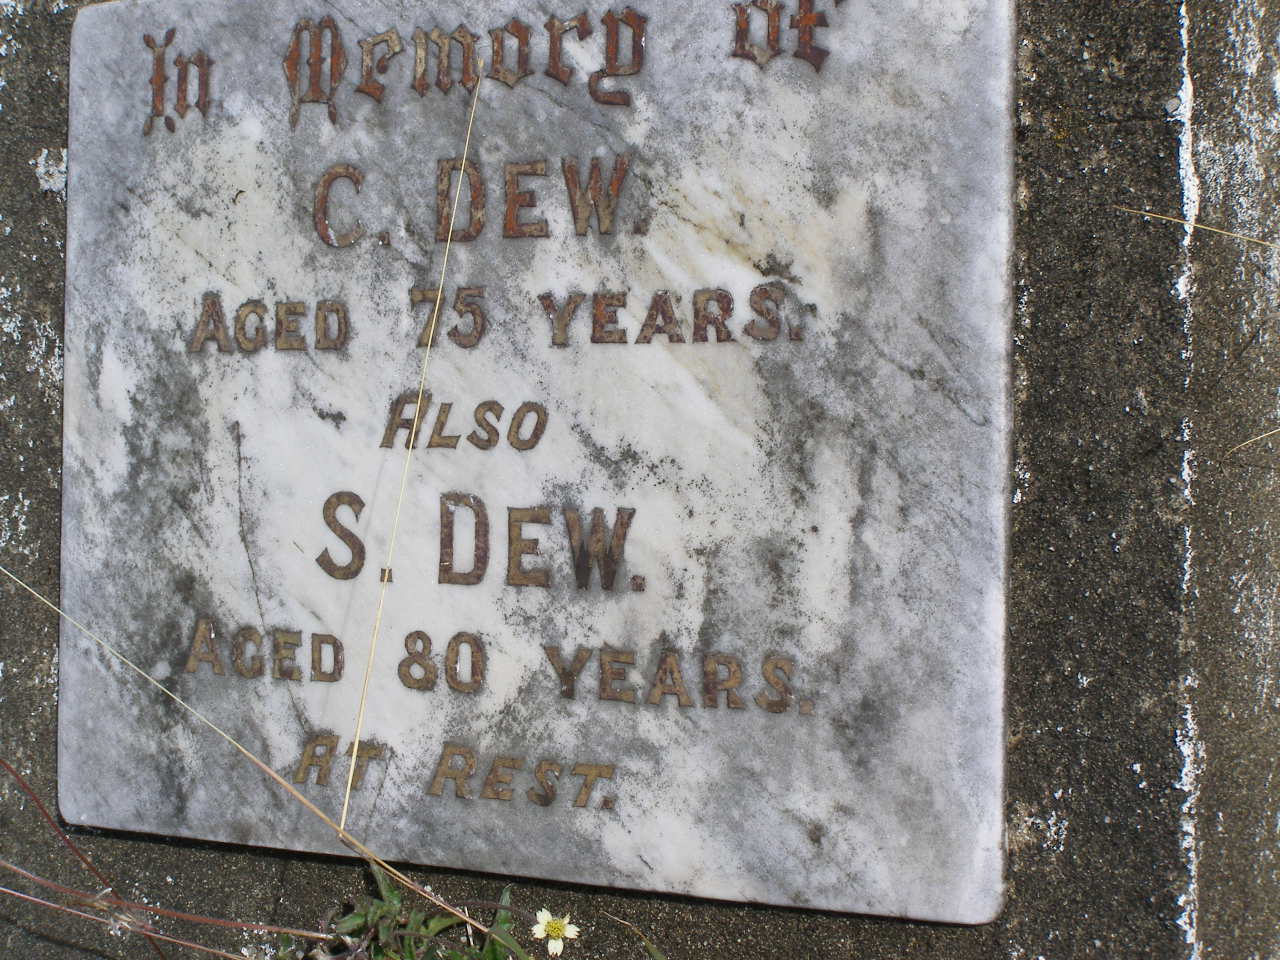 In Memory of
C. DEW.
AGED 75 YEARS.
ALSO
S. DEW.
AGED 80 YEARS.
AT REST.